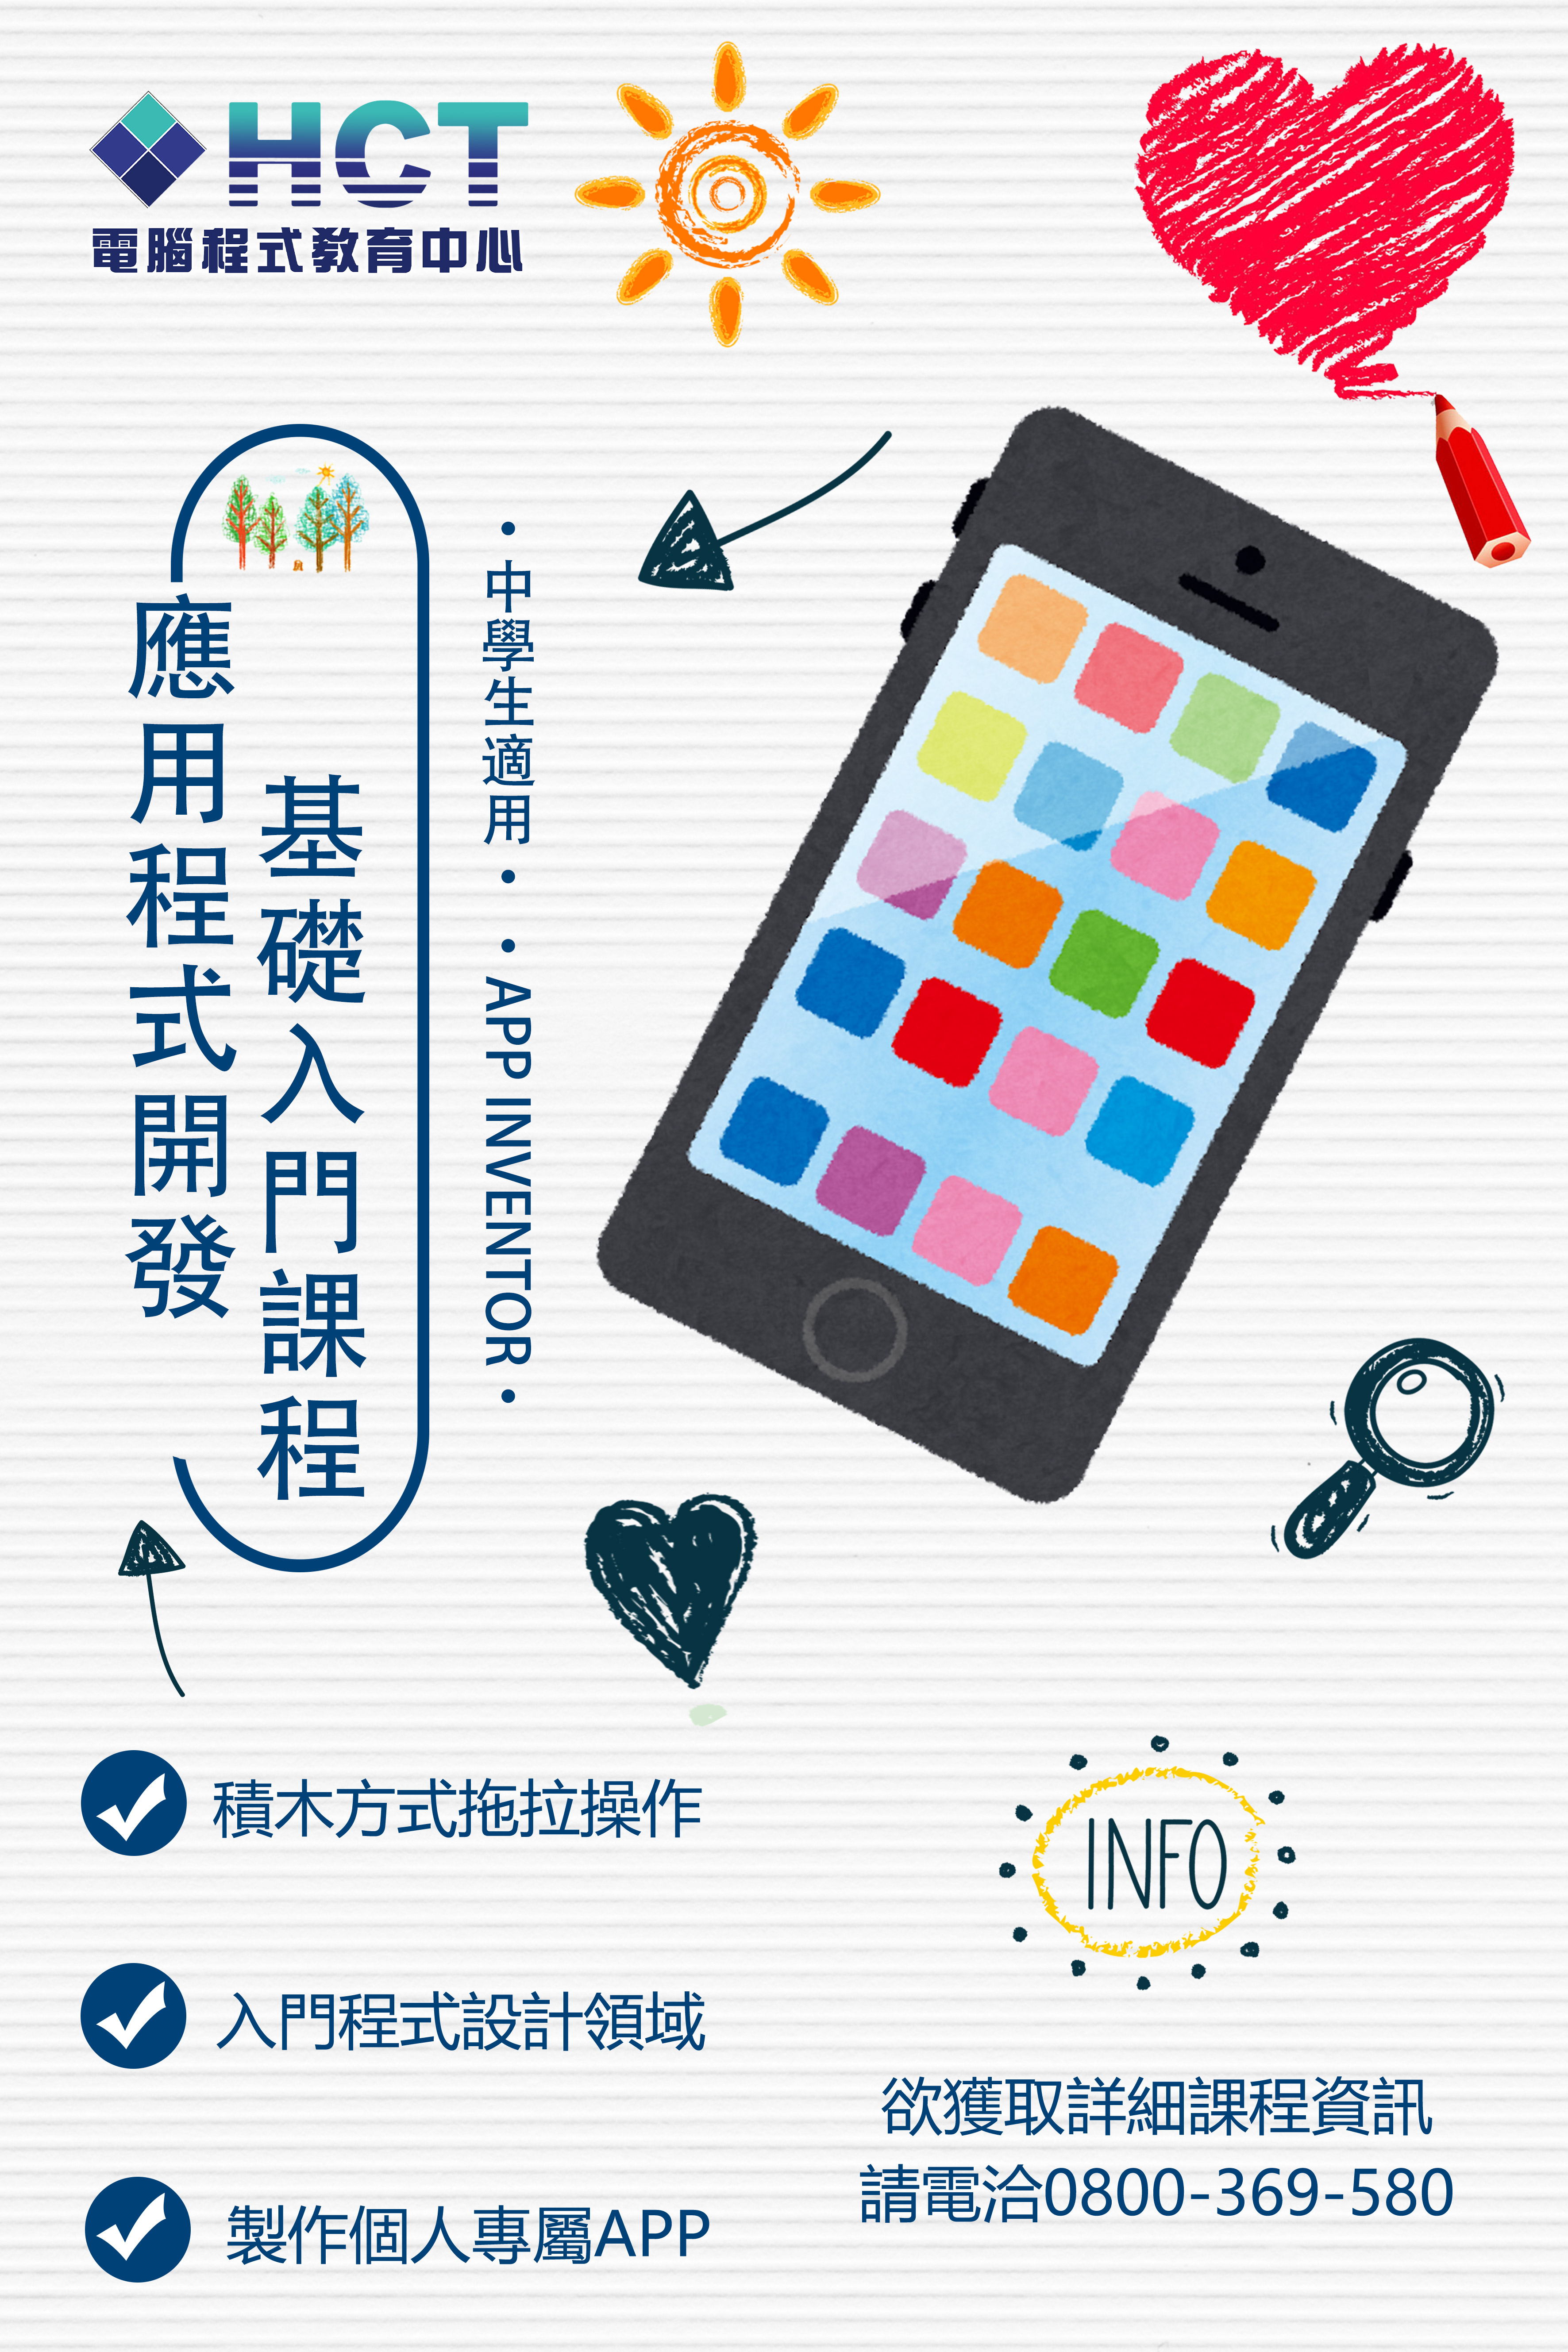 HCT
電腦程式教育中心
應用程式開發
基礎入門課程
·中學生適用·
·APP INVENTOR·
積木方式拖拉操作
入門程式設計領域
製作個人專屬APP
INFO
欲獲取詳細課程資訊
請電洽0800-369-580